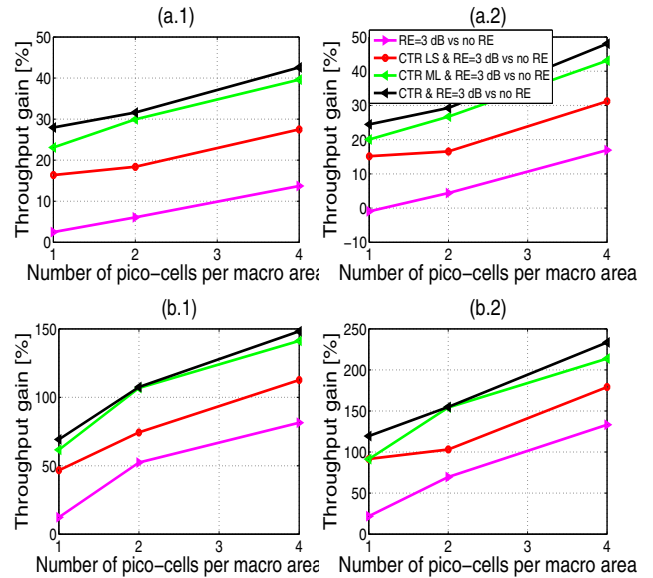 (a.1)
Throughput gain [%]
50
40
30
20
10
0
1
2
3
4
Number of pico-cells per macro area
(a.2)
RE=3 dB vs no RE
CTR LS & RE=3 dB vs no RE
CTR ML & RE=3 dB vs no RE
CTR & RE=3 dB vs no RE
Throughput gain [%]
50
40
30
20
10
0
−10
1
2
3
4
Number of pico-cells per macro area
(b.1)
Throughput gain [%]
150
100
50
0
1
2
3
4
Number of pico-cells per macro area
(b.2)
Throughput gain [%]
250
200
150
100
50
0
1
2
3
4
Number of pico-cells per macro area